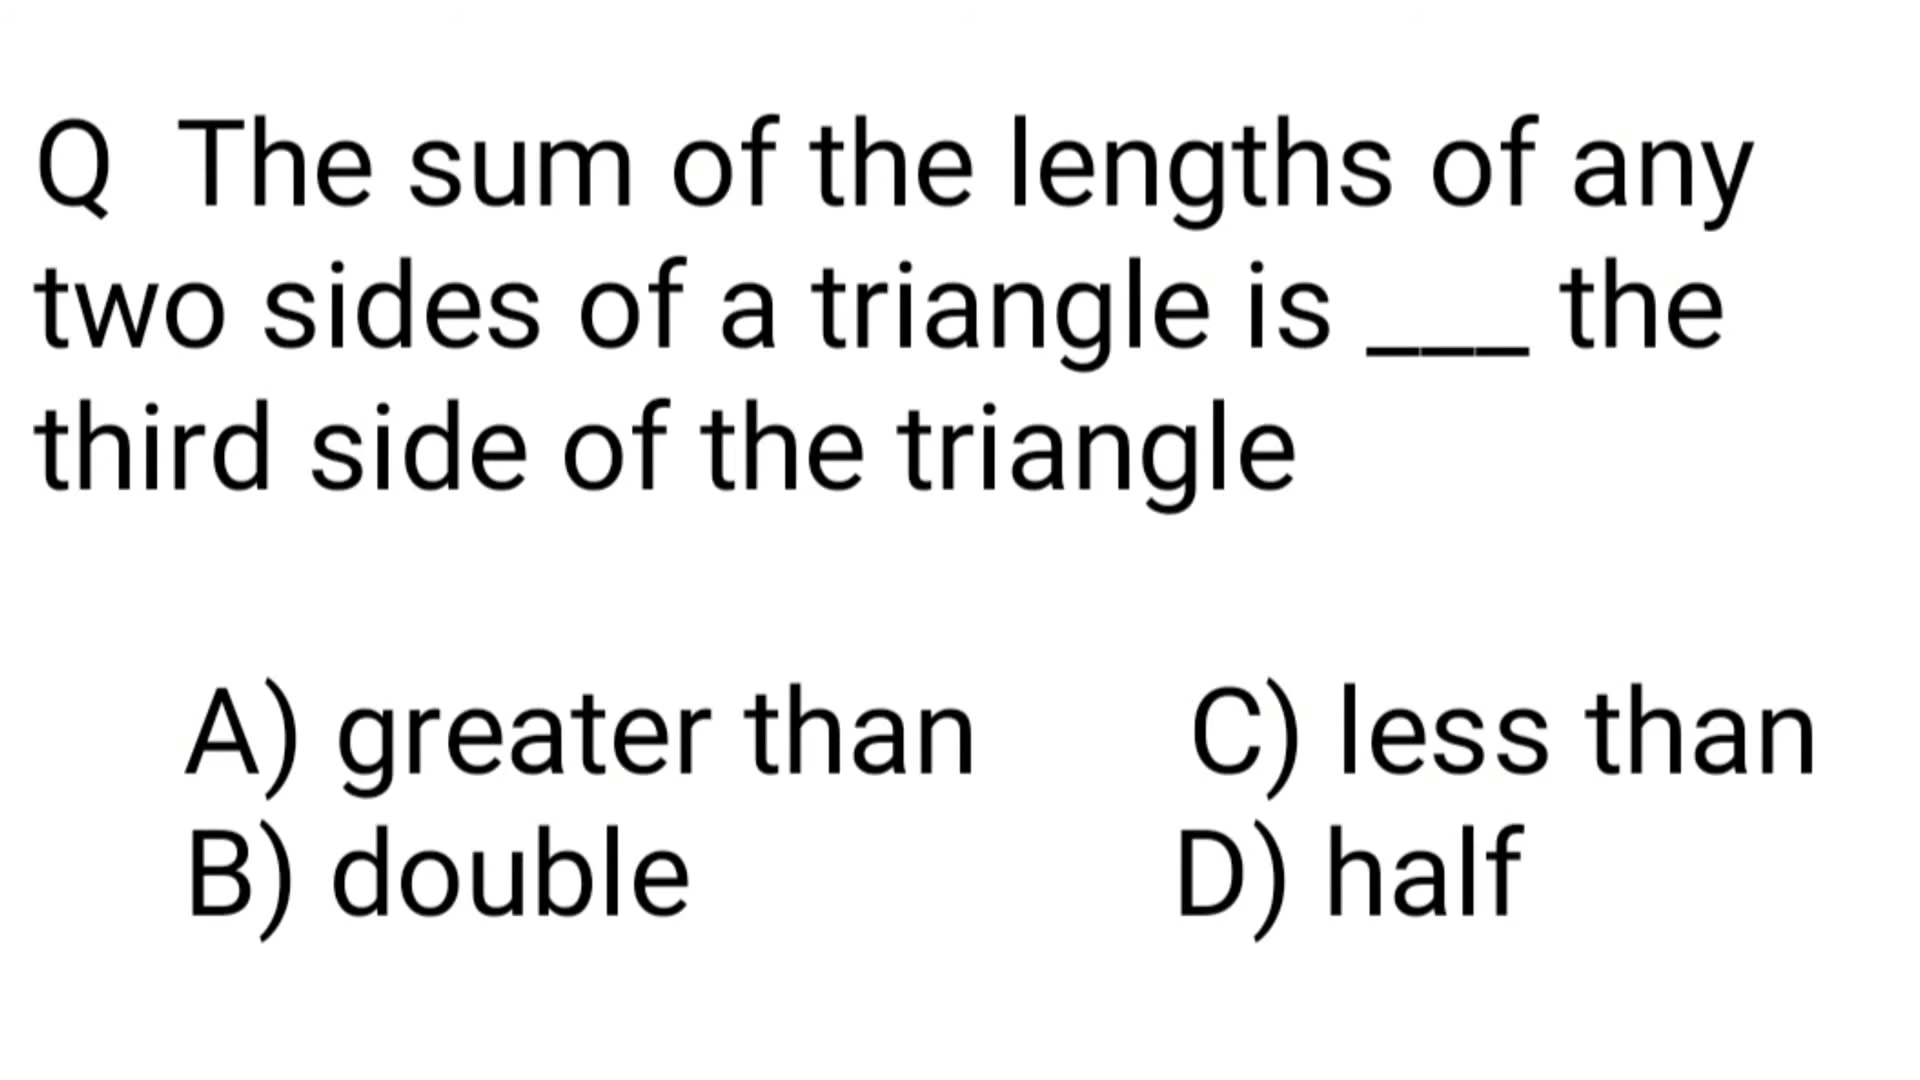 Q The sum of the lengths of any
two sides of a triangle is ___ the
third side of the triangle
A) greater than C) less than
B) double D) half